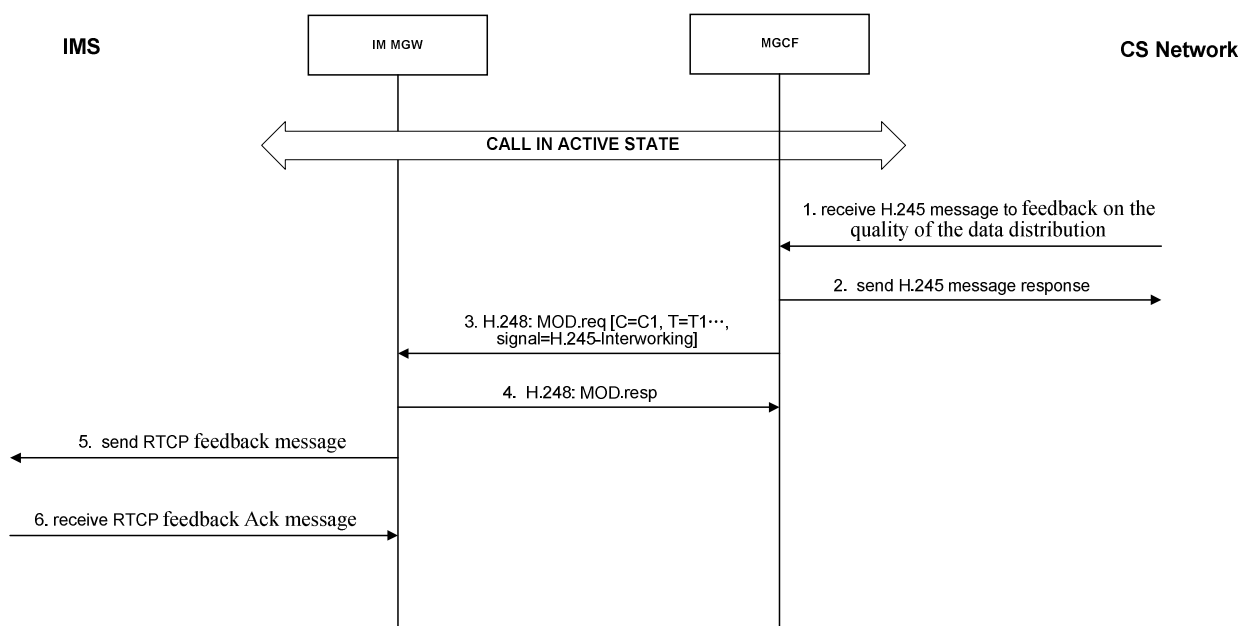 IMS
IM MGW
MGCF
CS Network
CALL IN ACTIVE STATE
1. receive H.245 message to feedback on the
quality of the data distribution
2. send H.245 message response
3. H.248: MOD.req [C=C1, T=T1⋯,
signal=H.245-Interworking]
4. H.248: MOD.resp
5. send RTCP feedback message
6. receive RTCP feedback Ack message